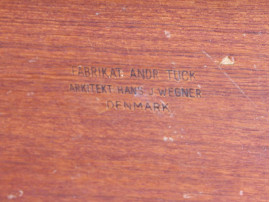 FABRIKAT ANDR. TUCK
ARKITEKT HANS J. WEGNER
DENMARK